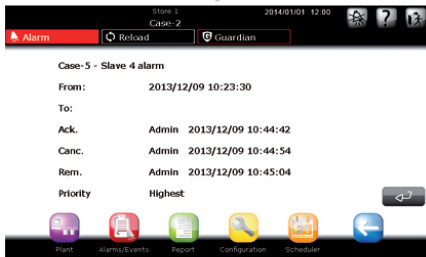 Store 1 2014/01/01 12:00
Case-2
Alarm Reload Guardian
Case-5 - Slave 4 alarm
From: 2013/12/09 10:23:30
To:
Ack. Admin 2013/12/09 10:44:42
Canc. Admin 2013/12/09 10:44:54
Rem. Admin 2013/12/09 10:45:04
Priority Highest
Plant Alarms/Events Report Configuration Scheduler